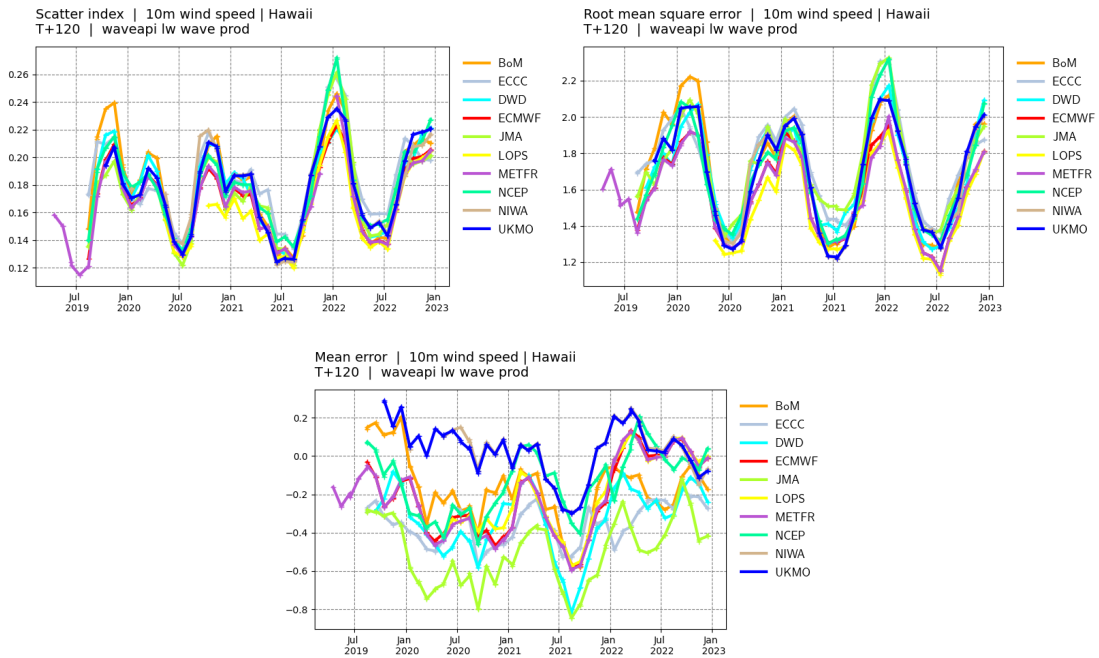 Scatter index | 10m wind speed | Hawaii
T+120 | waveapi lw wave prod
0.26
0.24
0.22
0.20
0.18
0.16
0.14
0.12
Jul
2019
Jan
2020
Jul
2020
Jan
2021
Jul
2021
Jan
2022
Jul
2022
Jan
2023
BoM
ECCC
DWD
ECMWF
JMA
LOPS
METFR
NCEP
NIWA
UKMO
Root mean square error | 10m wind speed | Hawaii
T+120 | waveapi lw wave prod
2.2
2.0
1.8
1.6
1.4
1.2
Jul
2019
Jan
2020
Jul
2020
Jan
2021
Jul
2021
Jan
2022
Jul
2022
Jan
2023
BoM
ECCC
DWD
ECMWF
JMA
LOPS
METFR
NCEP
NIWA
UKMO
Mean error | 10m wind speed | Hawaii
T+120 | waveapi lw wave prod
0.2
0.0
−0.2
−0.4
−0.6
−0.8
Jul
2019
Jan
2020
Jul
2020
Jan
2021
Jul
2021
Jan
2022
Jul
2022
Jan
2023
BoM
ECCC
DWD
ECMWF
JMA
LOPS
METFR
NCEP
NIWA
UKMO